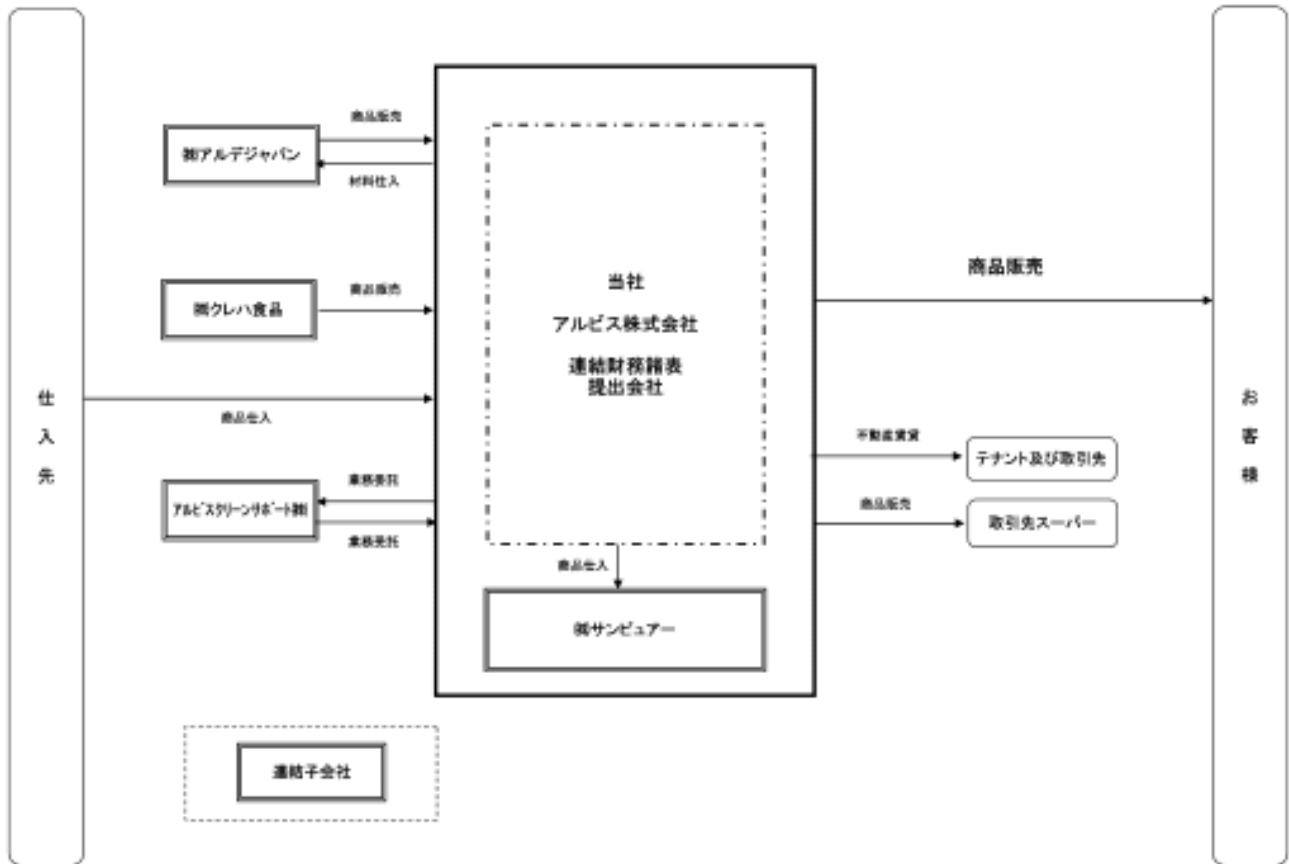 仕入先
商品販売
㈱アルデジャパン
材料仕入
商品販売
㈱クレハ食品
商品仕入
業務委託
アルビスクリーンサポート㈱
業務受託
当社
アルビス株式会社
連結財務諸表
提出会社
商品仕入
㈱サンピュアー
商品販売
不動産賃貸
テナント及び取引先
商品販売
取引先スーパー
お客様
連結子会社